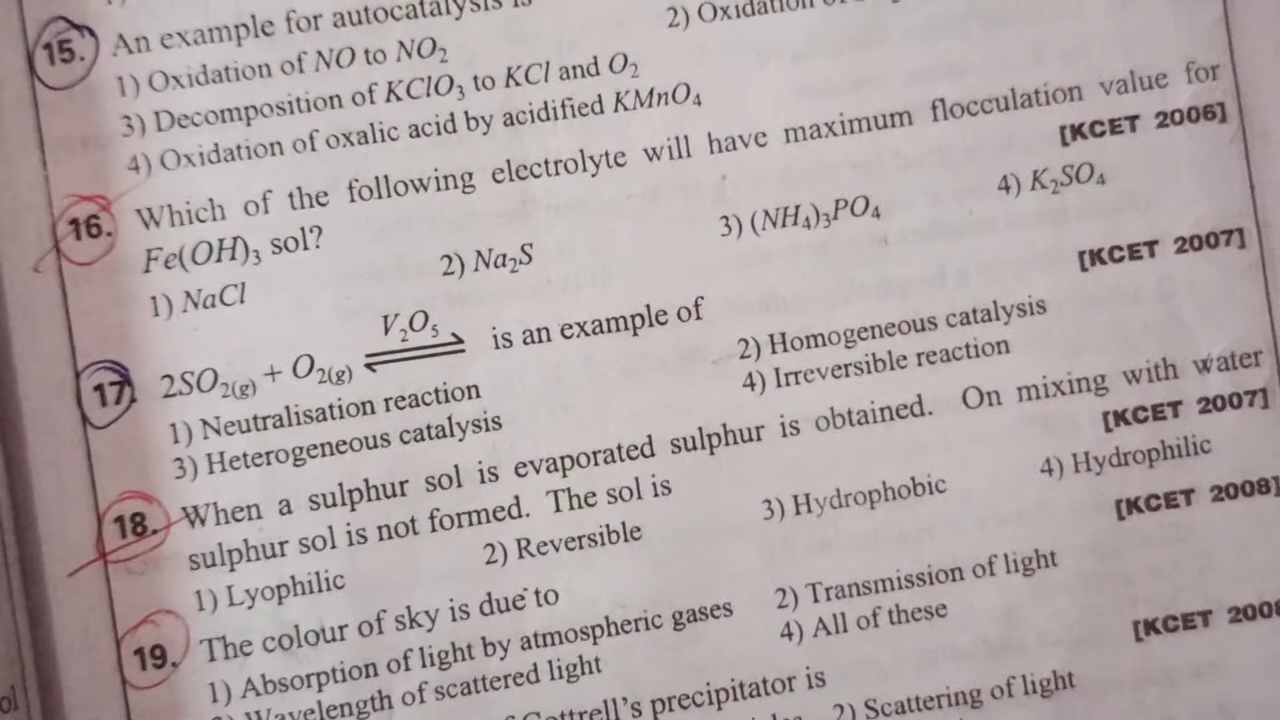 15. An example for autocatalysis is
1) Oxidation of NO to NO₂ 2) Oxidation
3) Decomposition of KClO₃ to KCl and O₂
4) Oxidation of oxalic acid by acidified KMnO₄
[KCET 2006]
16. Which of the following electrolyte will have maximum flocculation value for
Fe(OH)₃ sol?
1) NaCl 2) Na₂S 3) (NH₄)₃PO₄ 4) K₂SO₄
[KCET 2007]
17. 2SO₂(g) + O₂(g) ⇌ V₂O₅ is an example of
1) Neutralisation reaction 2) Homogeneous catalysis
3) Heterogeneous catalysis 4) Irreversible reaction
[KCET 2007]
18. When a sulphur sol is evaporated sulphur is obtained. On mixing with water
sulphur sol is not formed. The sol is
1) Lyophilic 2) Reversible 3) Hydrophobic 4) Hydrophilic
[KCET 2008]
19. The colour of sky is due to
1) Absorption of light by atmospheric gases 2) Transmission of light
Wavelength of scattered light 4) All of these
[KCET 2008
Cottrell's precipitator is
2) Scattering of light
ol